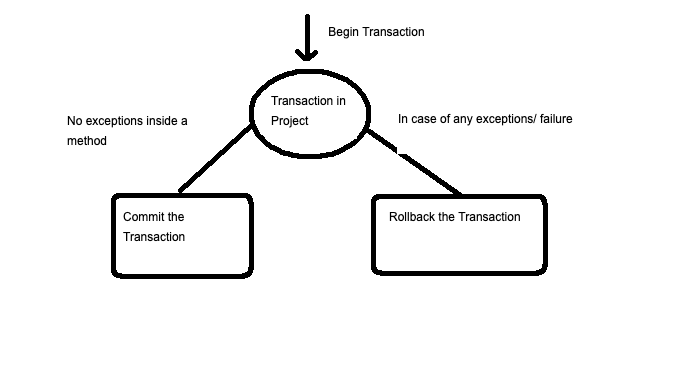 Begin Transaction
Transaction in
Project
No exceptions inside a
method
In case of any exceptions/ failure
Commit the
Transaction
Rollback the Transaction